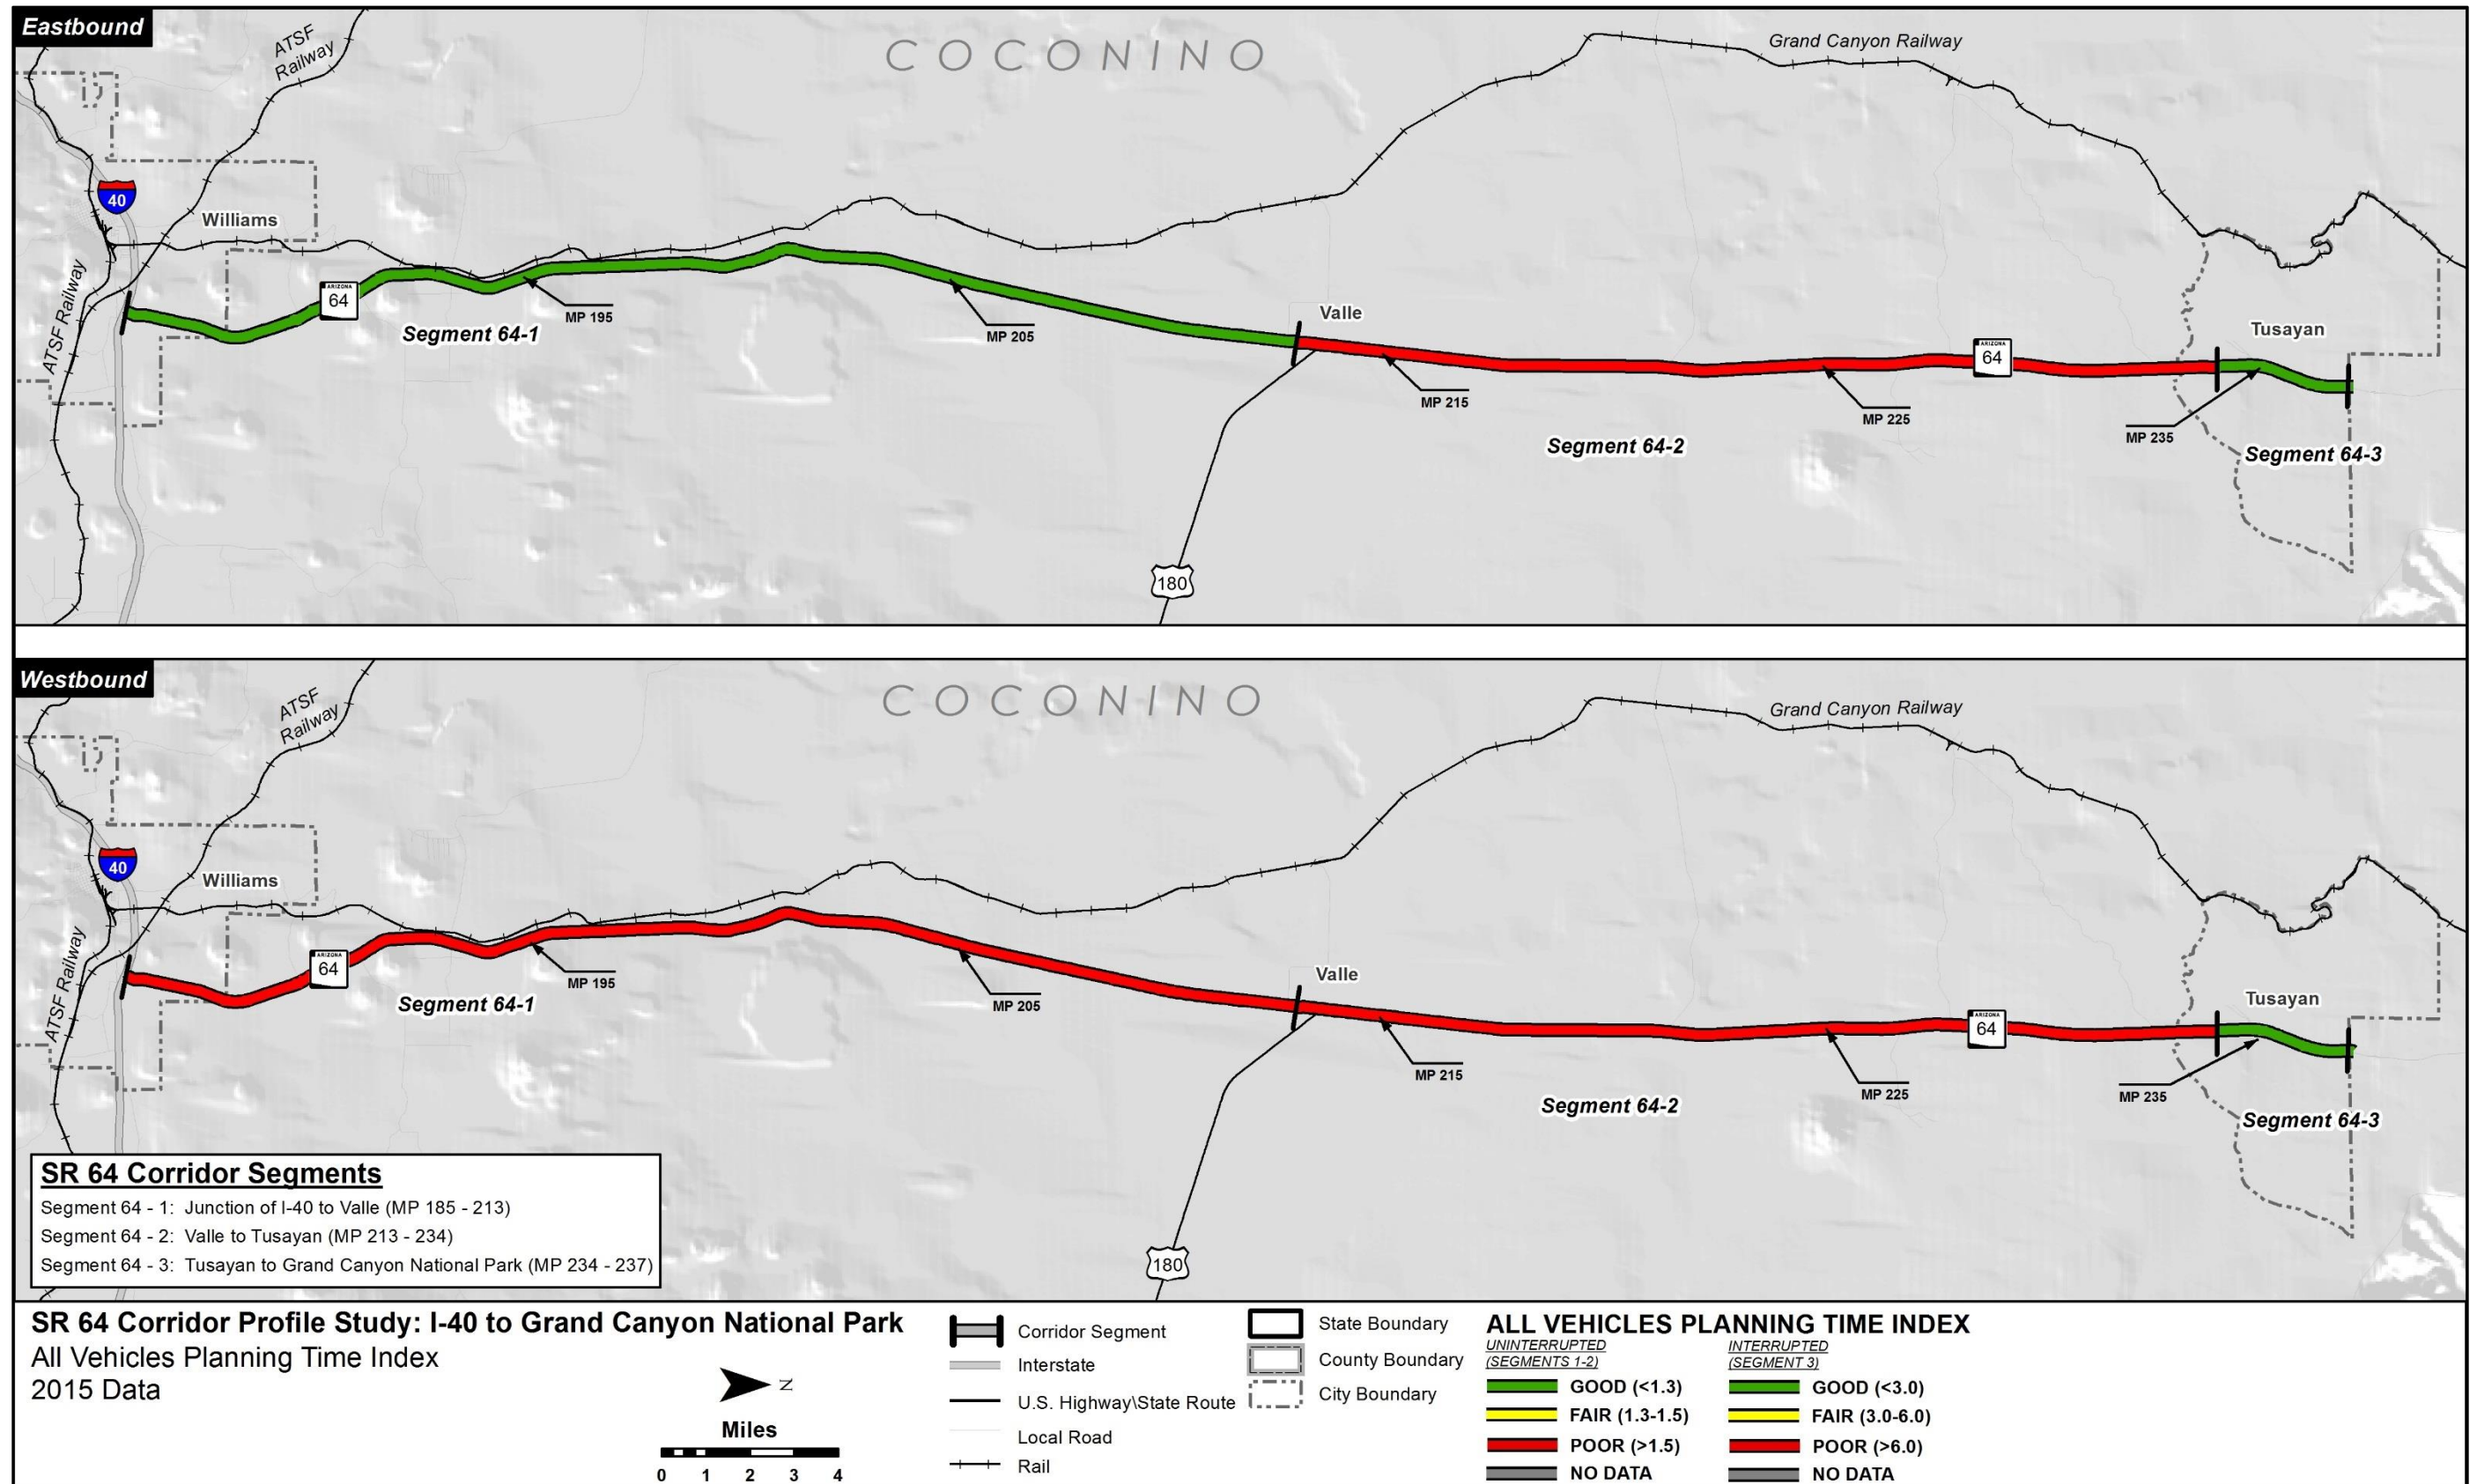 Eastbound
ATSF
Railway
COCONINO
Grand Canyon Railway
40
Williams
ATSF Railway
ARIZONA
64
Segment 64-1
MP 195
MP 205
Valle
MP 215
Segment 64-2
MP 225
ARIZONA
64
Tusayan
MP 235
Segment 64-3
180
Westbound
ATSF
Railway
COCONINO
Grand Canyon Railway
40
Williams
ATSF Railway
ARIZONA
64
Segment 64-1
MP 195
MP 205
Valle
MP 215
Segment 64-2
MP 225
ARIZONA
64
Tusayan
MP 235
Segment 64-3
180
SR 64 Corridor Segments
Segment 64 - 1: Junction of I-40 to Valle (MP 185 - 213)
Segment 64 - 2: Valle to Tusayan (MP 213 - 234)
Segment 64 - 3: Tusayan to Grand Canyon National Park (MP 234 - 237)
SR 64 Corridor Profile Study: I-40 to Grand Canyon National Park
All Vehicles Planning Time Index
2015 Data
N
Miles
0 1 2 3 4
Corridor Segment
Interstate
U.S. Highway\State Route
Local Road
Rail
State Boundary
County Boundary
City Boundary
ALL VEHICLES PLANNING TIME INDEX
UNINTERRUPTED
(SEGMENTS 1-2)
GOOD (<1.3)
FAIR (1.3-1.5)
POOR (>1.5)
NO DATA
INTERRUPTED
(SEGMENT 3)
GOOD (<3.0)
FAIR (3.0-6.0)
POOR (>6.0)
NO DATA